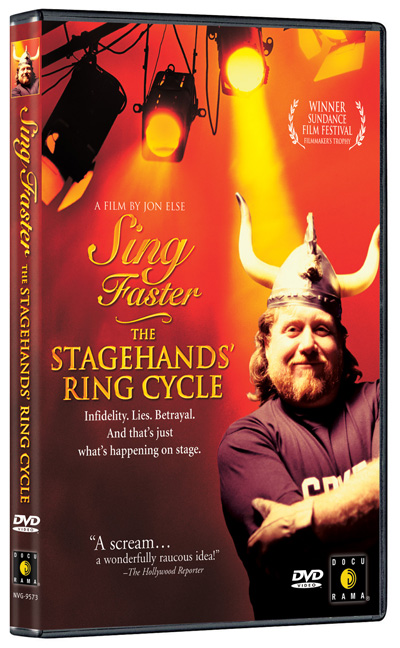 WINNER
SUNDANCE
FILM FESTIVAL
FILMMAKER'S TROPHY
A FILM BY JON ELSE
Sing
Faster
THE
STAGEHANDS'
RING CYCLE
Infidelity. Lies. Betrayal.
And that's just
what's happening on stage.
"A scream…
a wonderfully raucous idea!"
–The Hollywood Reporter
DVD
VIDEO
DOCU
RAMA®
Sing Faster THE STAGEHANDS' RING CYCLE
DVD
VIDEO
DOCU
RAMA
NVG-9573